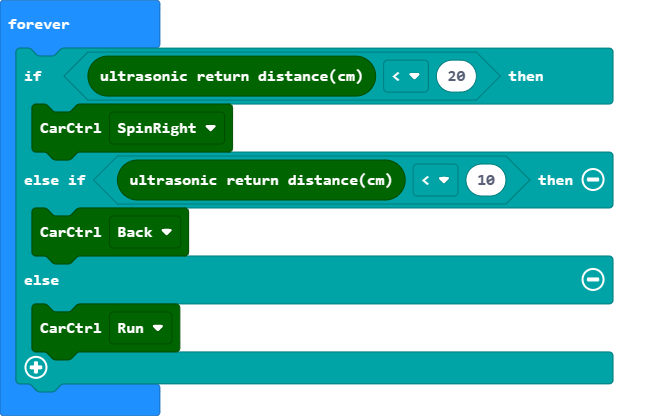 forever
if ultrasonic return distance(cm) < 20 then
CarCtrl SpinRight
else if ultrasonic return distance(cm) < 10 then
CarCtrl Back
else
CarCtrl Run